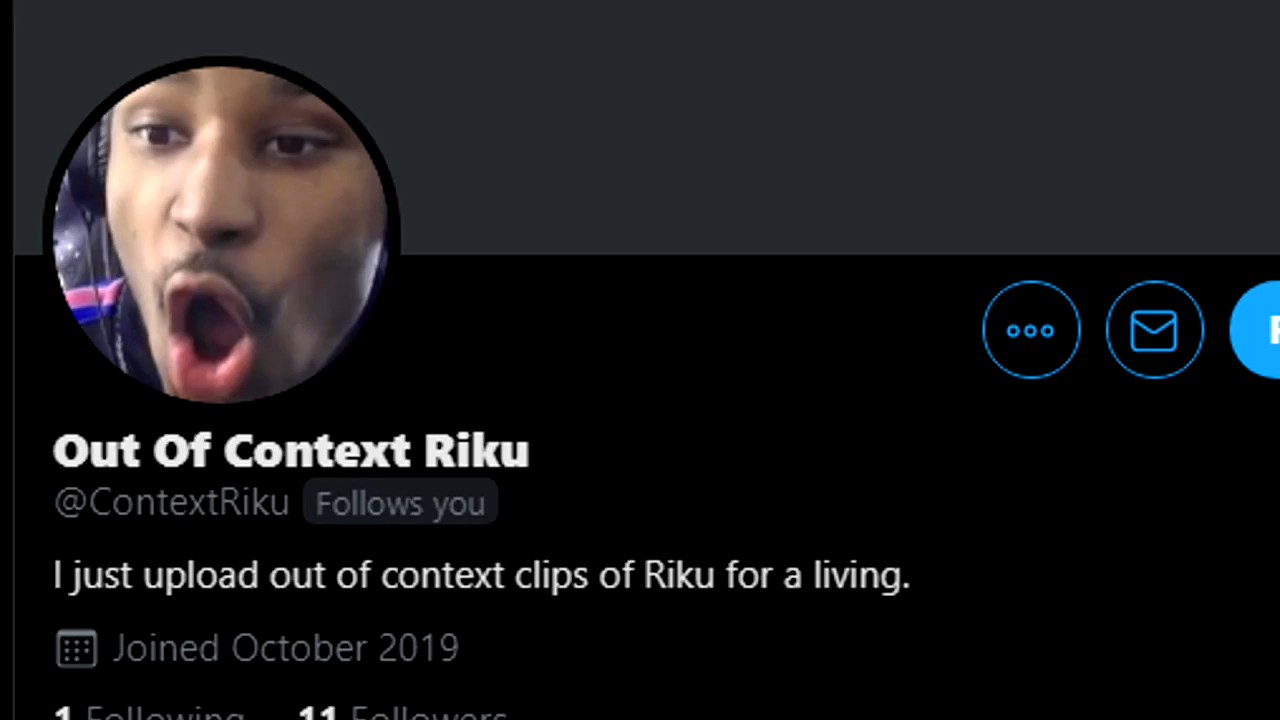 Out Of Context Riku
@ContextRiku Follows you
I just upload out of context clips of Riku for a living.
Joined October 2019
1 Following 11 Followers